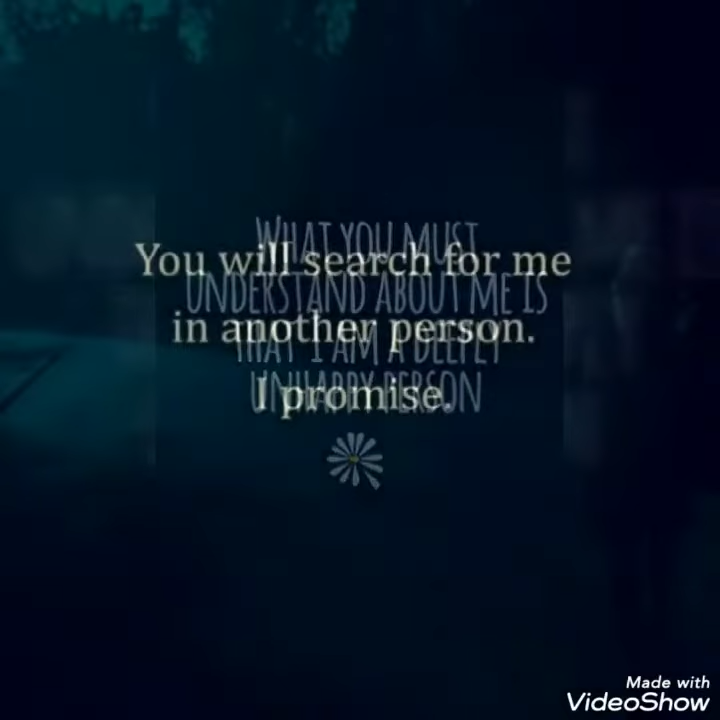 You will search for me
in another person.
I promise.
WHAT YOU MUST
UNDERSTAND ABOUT ME IS
THAT I AM A DEEPLY
UNHAPPY PERSON
Made with
VideoShow